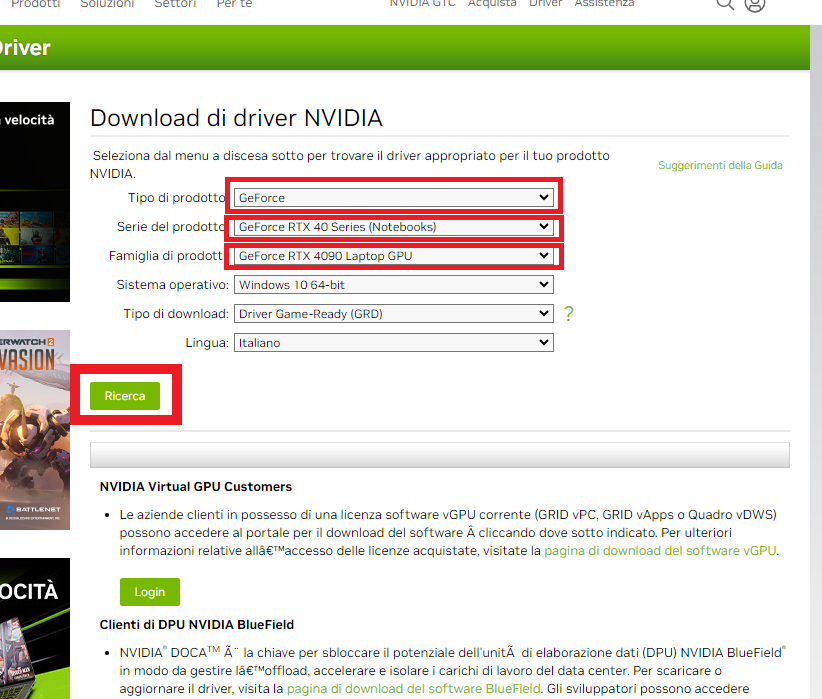 Prodotti Soluzioni Settori Per te NVIDIA GTC Acquista Driver Assistenza
river
velocità
Download di driver NVIDIA
Seleziona dal menu a discesa sotto per trovare il driver appropriato per il tuo prodotto
NVIDIA.
Suggerimenti della Guida
Tipo di prodotto GeForce
Serie del prodotto GeForce RTX 40 Series (Notebooks)
Famiglia di prodott GeForce RTX 4090 Laptop GPU
Sistema operativo: Windows 10 64-bit
Tipo di download: Driver Game-Ready (GRD) ?
Lingua: Italiano
ERWATCH 2
VASION
Ricerca
NVIDIA Virtual GPU Customers
• Le aziende clienti in possesso di una licenza software vGPU corrente (GRID vPC, GRID vApps o Quadro vDWS)
possono accedere al portale per il download del software Â cliccando dove sotto indicato. Per ulteriori
informazioni relative allâ€™accesso delle licenze acquistate, visitate la pagina di download del software vGPU.
BATTLE.NET
Login
OCITÀ
Clienti di DPU NVIDIA BlueField
• NVIDIA® DOCA™ Ã¨ la chiave per sbloccare il potenziale dell'unitÃ di elaborazione dati (DPU) NVIDIA BlueField®
in modo da gestire lâ€™offload, accelerare e isolare i carichi di lavoro del data center. Per scaricare o
aggiornare il driver, visita la pagina di download del software BlueField. Gli sviluppatori possono accedere